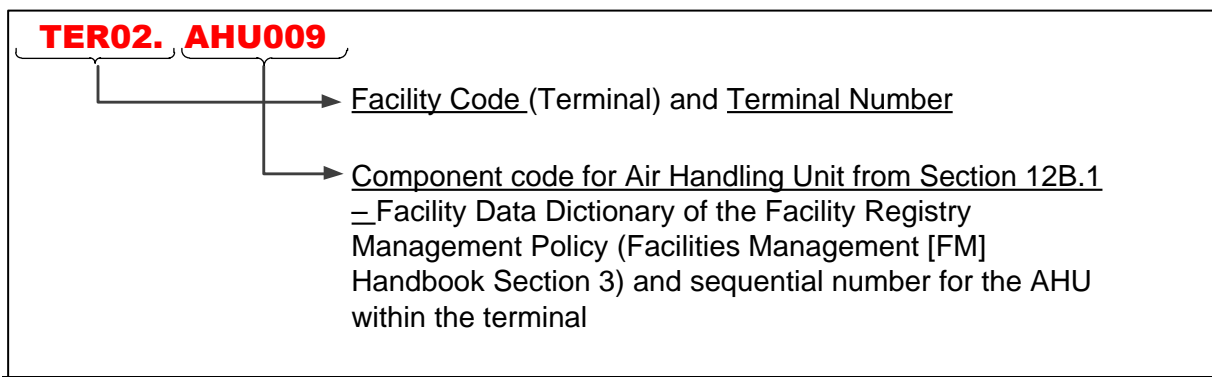 TER02. AHU009
Facility Code (Terminal) and Terminal Number
Component code for Air Handling Unit from Section 12B.1
– Facility Data Dictionary of the Facility Registry
Management Policy (Facilities Management [FM]
Handbook Section 3) and sequential number for the AHU
within the terminal